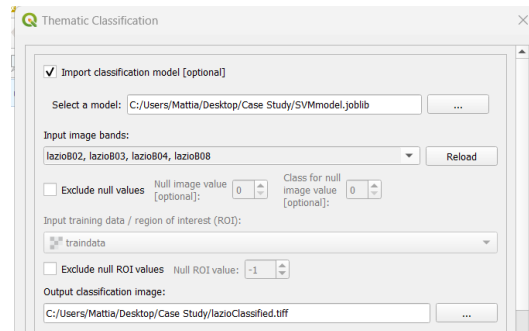 Thematic Classification
Import classification model [optional]
Select a model: C:/Users/Mattia/Desktop/Case Study/SVMmodel.joblib ...
Input image bands:
lazioB02, lazioB03, lazioB04, lazioB08 Reload
Exclude null values Null image value [optional]: 0 Class for null image value [optional]: 0
Input training data / region of interest (ROI):
traindata
Exclude null ROI values Null ROI value: -1
Output classification image:
C:/Users/Mattia/Desktop/Case Study/lazioClassified.tiff ...